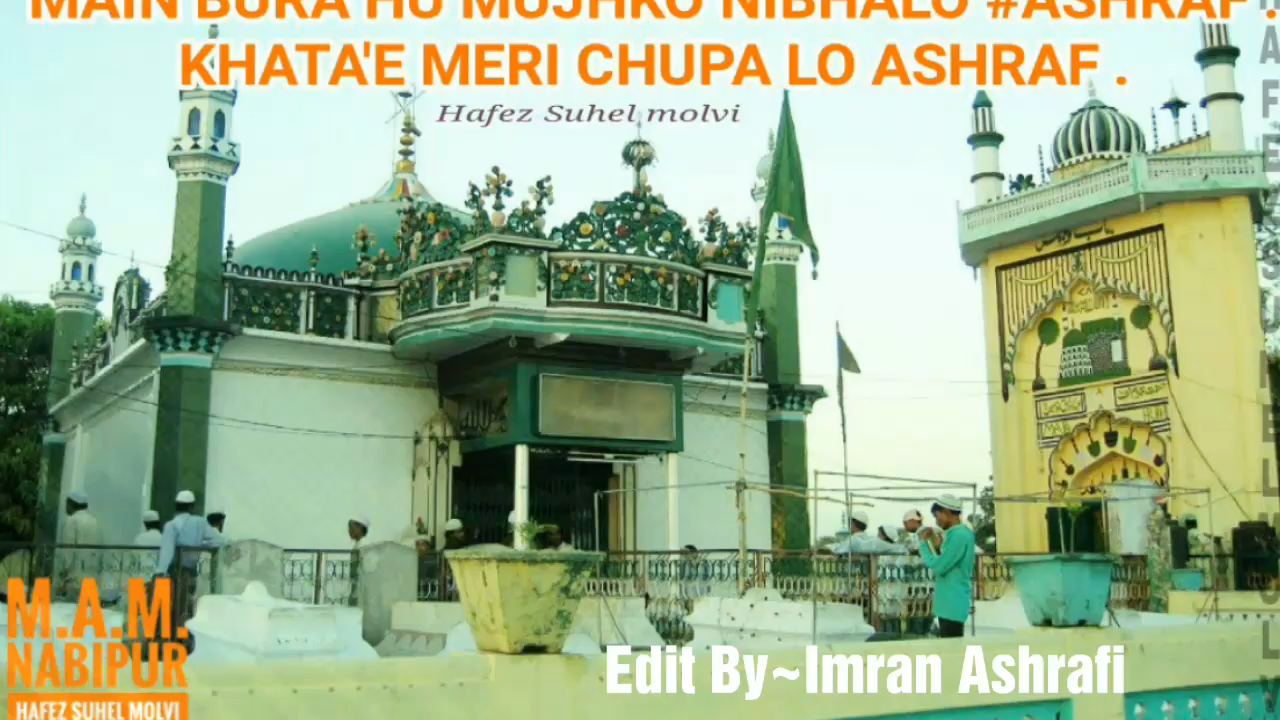 MAIN BURA HU MUJHKO NIBHALO #ASHRAF .
KHATA'E MERI CHUPA LO ASHRAF .
Hafez Suhel molvi
M.A.M.
NABIPUR
HAFEZ SUHEL MOLVI
Edit By~Imran Ashrafi